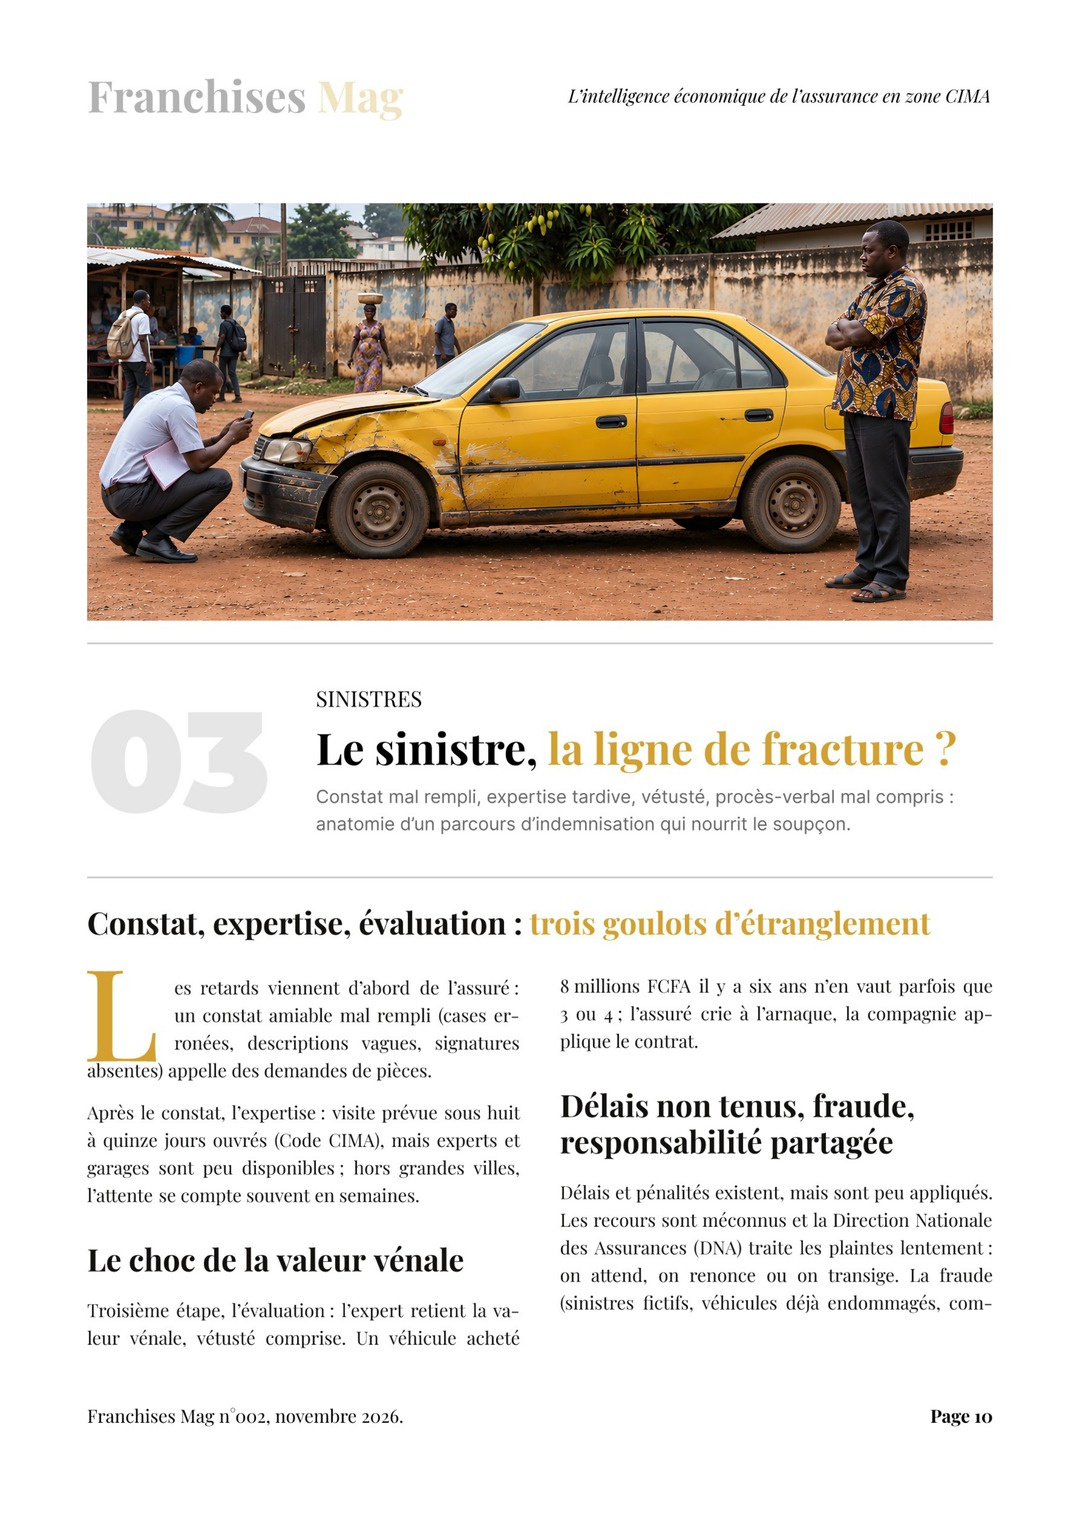 Franchises Mag
L’intelligence économique de l’assurance en zone CIMA
03
SINISTRES
Le sinistre, la ligne de fracture ?
Constat mal rempli, expertise tardive, vétusté, procès-verbal mal compris :
anatomie d’un parcours d’indemnisation qui nourrit le soupçon.
Constat, expertise, évaluation : trois goulots d’étranglement
Les retards viennent d’abord de l’assuré :
un constat amiable mal rempli (cases er-
ronées, descriptions vagues, signatures
absentes) appelle des demandes de pièces.
Après le constat, l’expertise : visite prévue sous huit
à quinze jours ouvrés (Code CIMA), mais experts et
garages sont peu disponibles ; hors grandes villes,
l’attente se compte souvent en semaines.
Le choc de la valeur vénale
Troisième étape, l’évaluation : l’expert retient la va-
leur vénale, vétusté comprise. Un véhicule acheté
8 millions FCFA il y a six ans n’en vaut parfois que
3 ou 4 ; l’assuré crie à l’arnaque, la compagnie ap-
plique le contrat.
Délais non tenus, fraude,
responsabilité partagée
Délais et pénalités existent, mais sont peu appliqués.
Les recours sont méconnus et la Direction Nationale
des Assurances (DNA) traite les plaintes lentement :
on attend, on renonce ou on transige. La fraude
(sinistres fictifs, véhicules déjà endommagés, com-
Franchises Mag n°002, novembre 2026.
Page 10